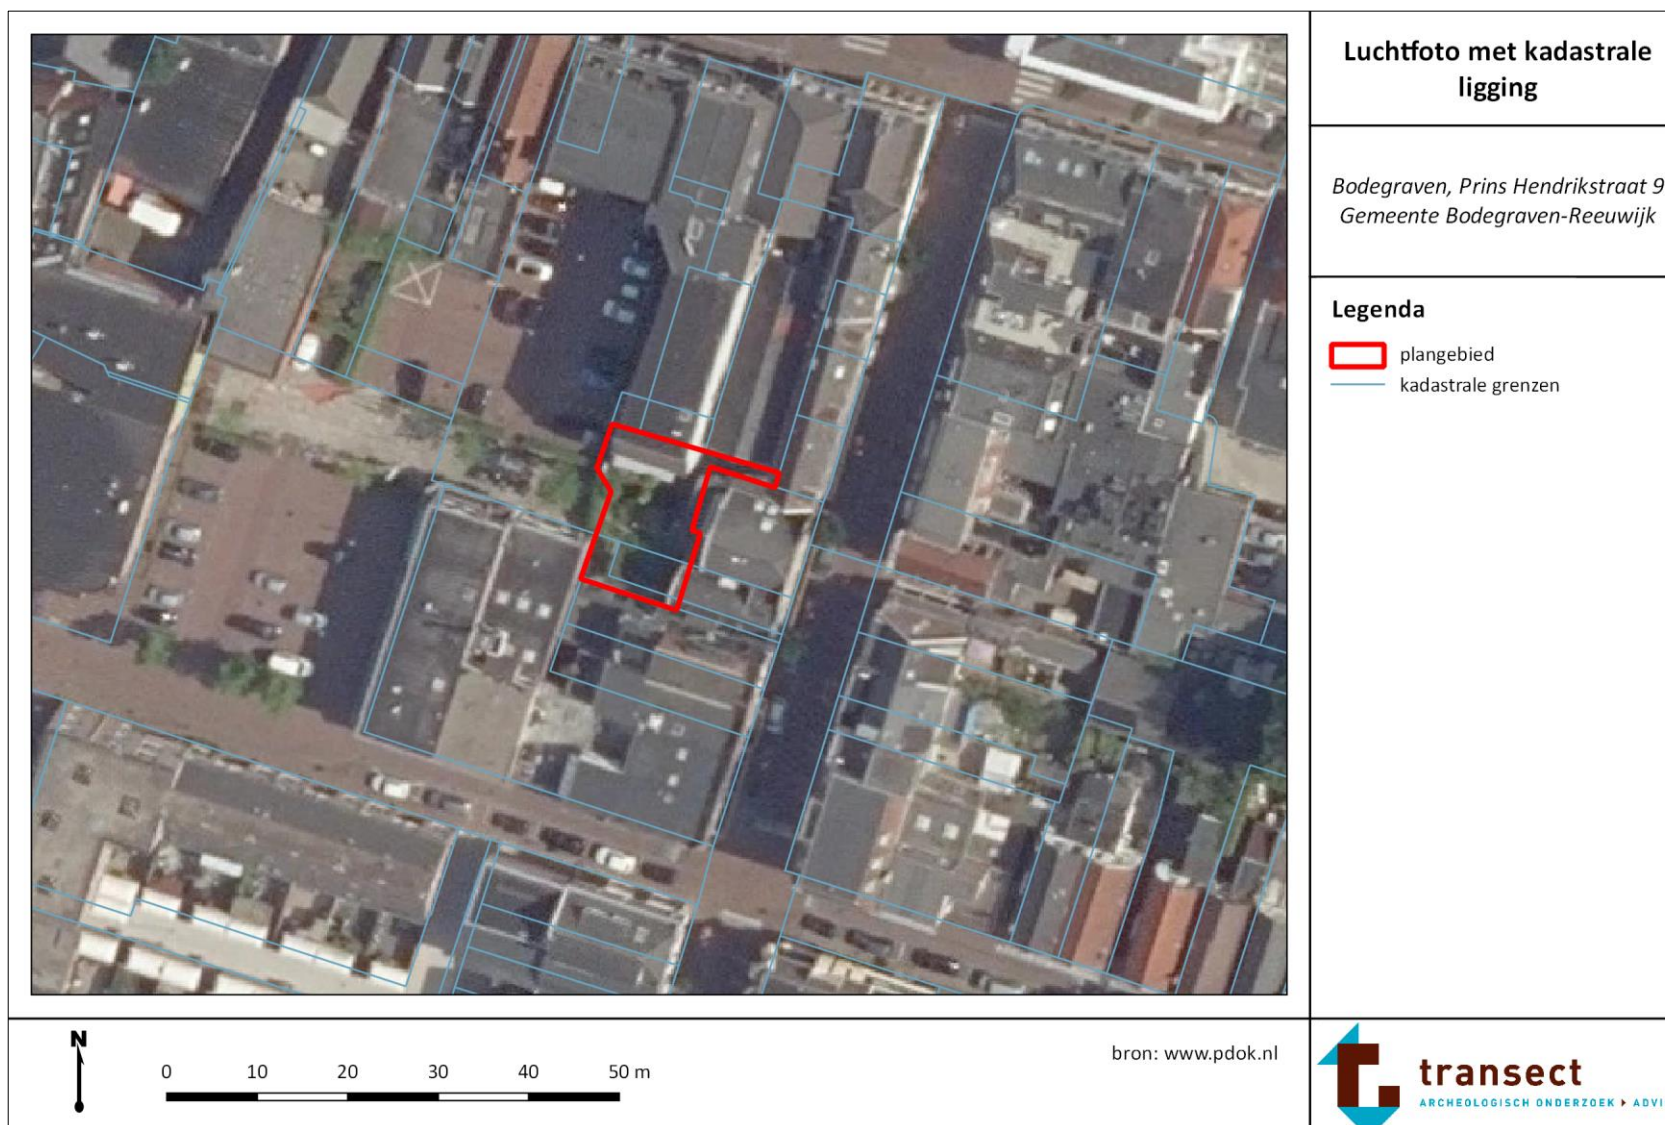 Luchtfoto met kadastrale
ligging
Bodegraven, Prins Hendrikstraat 9
Gemeente Bodegraven-Reeuwijk
Legenda
plangebied
kadastrale grenzen
N
0 10 20 30 40 50 m
bron: www.pdok.nl
transect
ARCHEOLOGISCH ONDERZOEK ▸ ADVI